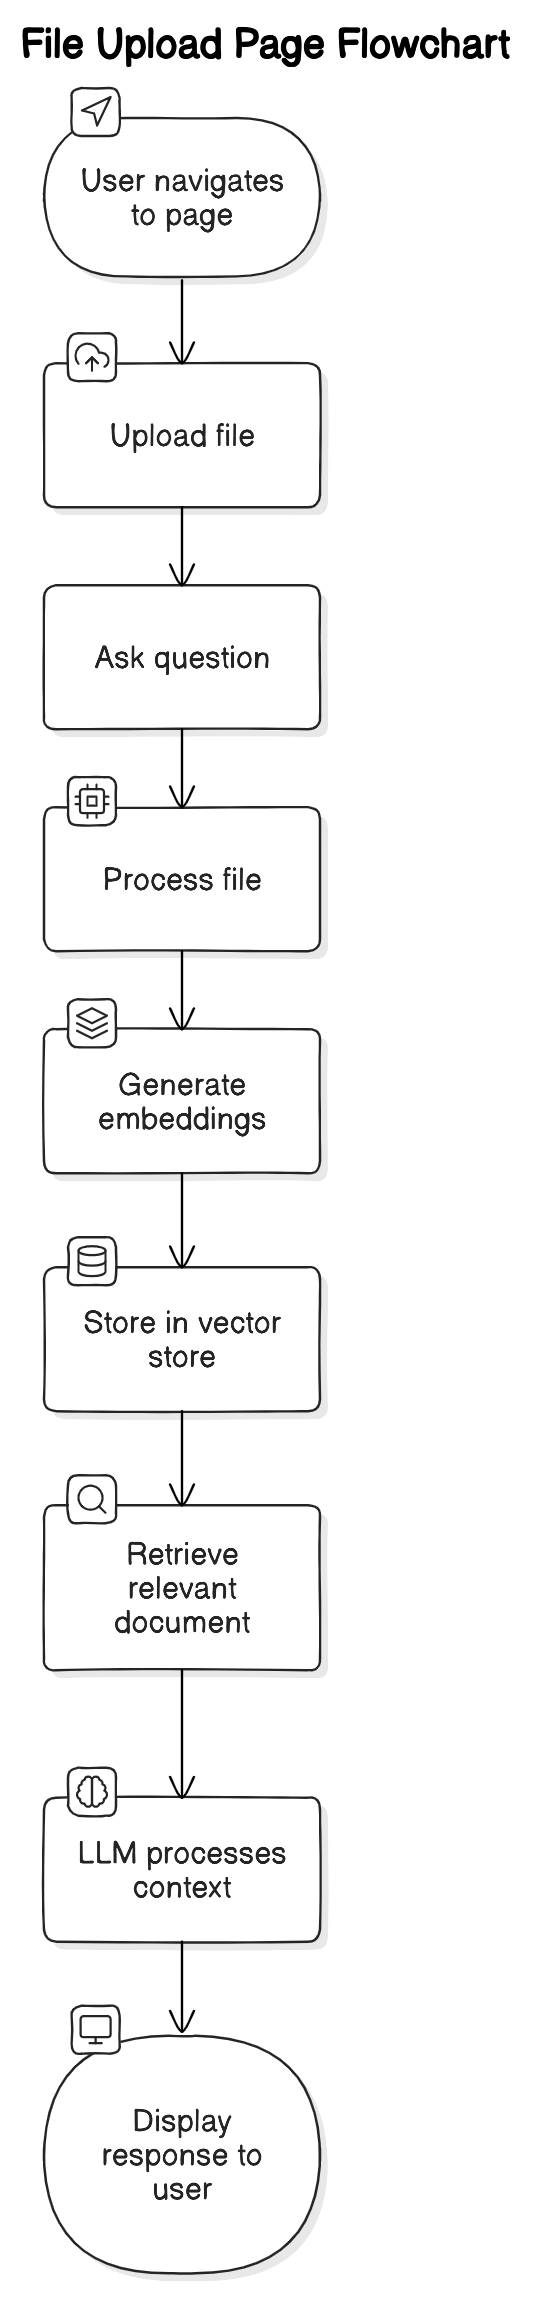 File Upload Page Flowchart
User navigates
to page
Upload file
Ask question
Process file
Generate
embeddings
Store in vector
store
Retrieve
relevant
document
LLM processes
context
Display
response to
user